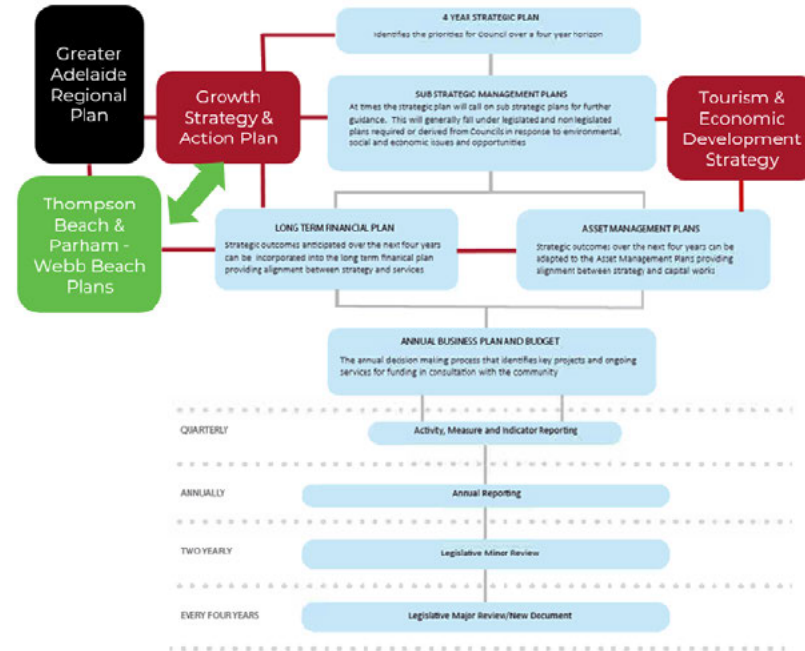 4 YEAR STRATEGIC PLAN
Identifies the priorities for Council over a four year horizon
Greater
Adelaide
Regional
Plan
Growth
Strategy &
Action Plan
SUB STRATEGIC MANAGEMENT PLANS
At times the strategic plan will call on sub strategic plans for further
guidance. This will generally fall under legislated and non legislated
plans required or derived from Councils in response to environmental,
social and economic issues and opportunities
Tourism &
Economic
Development
Strategy
Thompson
Beach &
Parham -
Webb Beach
Plans
LONG TERM FINANCIAL PLAN
Strategic outcomes anticipated over the next four years
can be incorporated into the long term financial plan
providing alignment between strategy and services
ASSET MANAGEMENT PLANS
Strategic outcomes over the next four years can be
adapted to the Asset Management Plans providing
alignment between strategy and capital works
ANNUAL BUSINESS PLAN AND BUDGET
The annual decision making process that identifies key projects and ongoing
services for funding in consultation with the community
QUARTERLY
Activity, Measure and Indicator Reporting
ANNUALLY
Annual Reporting
TWO YEARLY
Legislative Minor Review
EVERY FOUR YEARS
Legislative Major Review/New Document